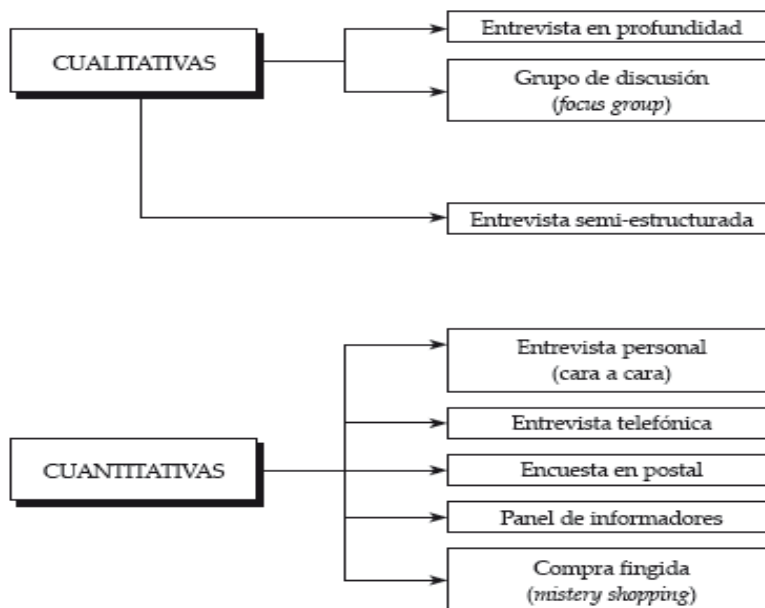 CUALITATIVAS
Entrevista en profundidad
Grupo de discusión
(focus group)
Entrevista semi-estructurada
CUANTITATIVAS
Entrevista personal
(cara a cara)
Entrevista telefónica
Encuesta en postal
Panel de informadores
Compra fingida
(mistery shopping)